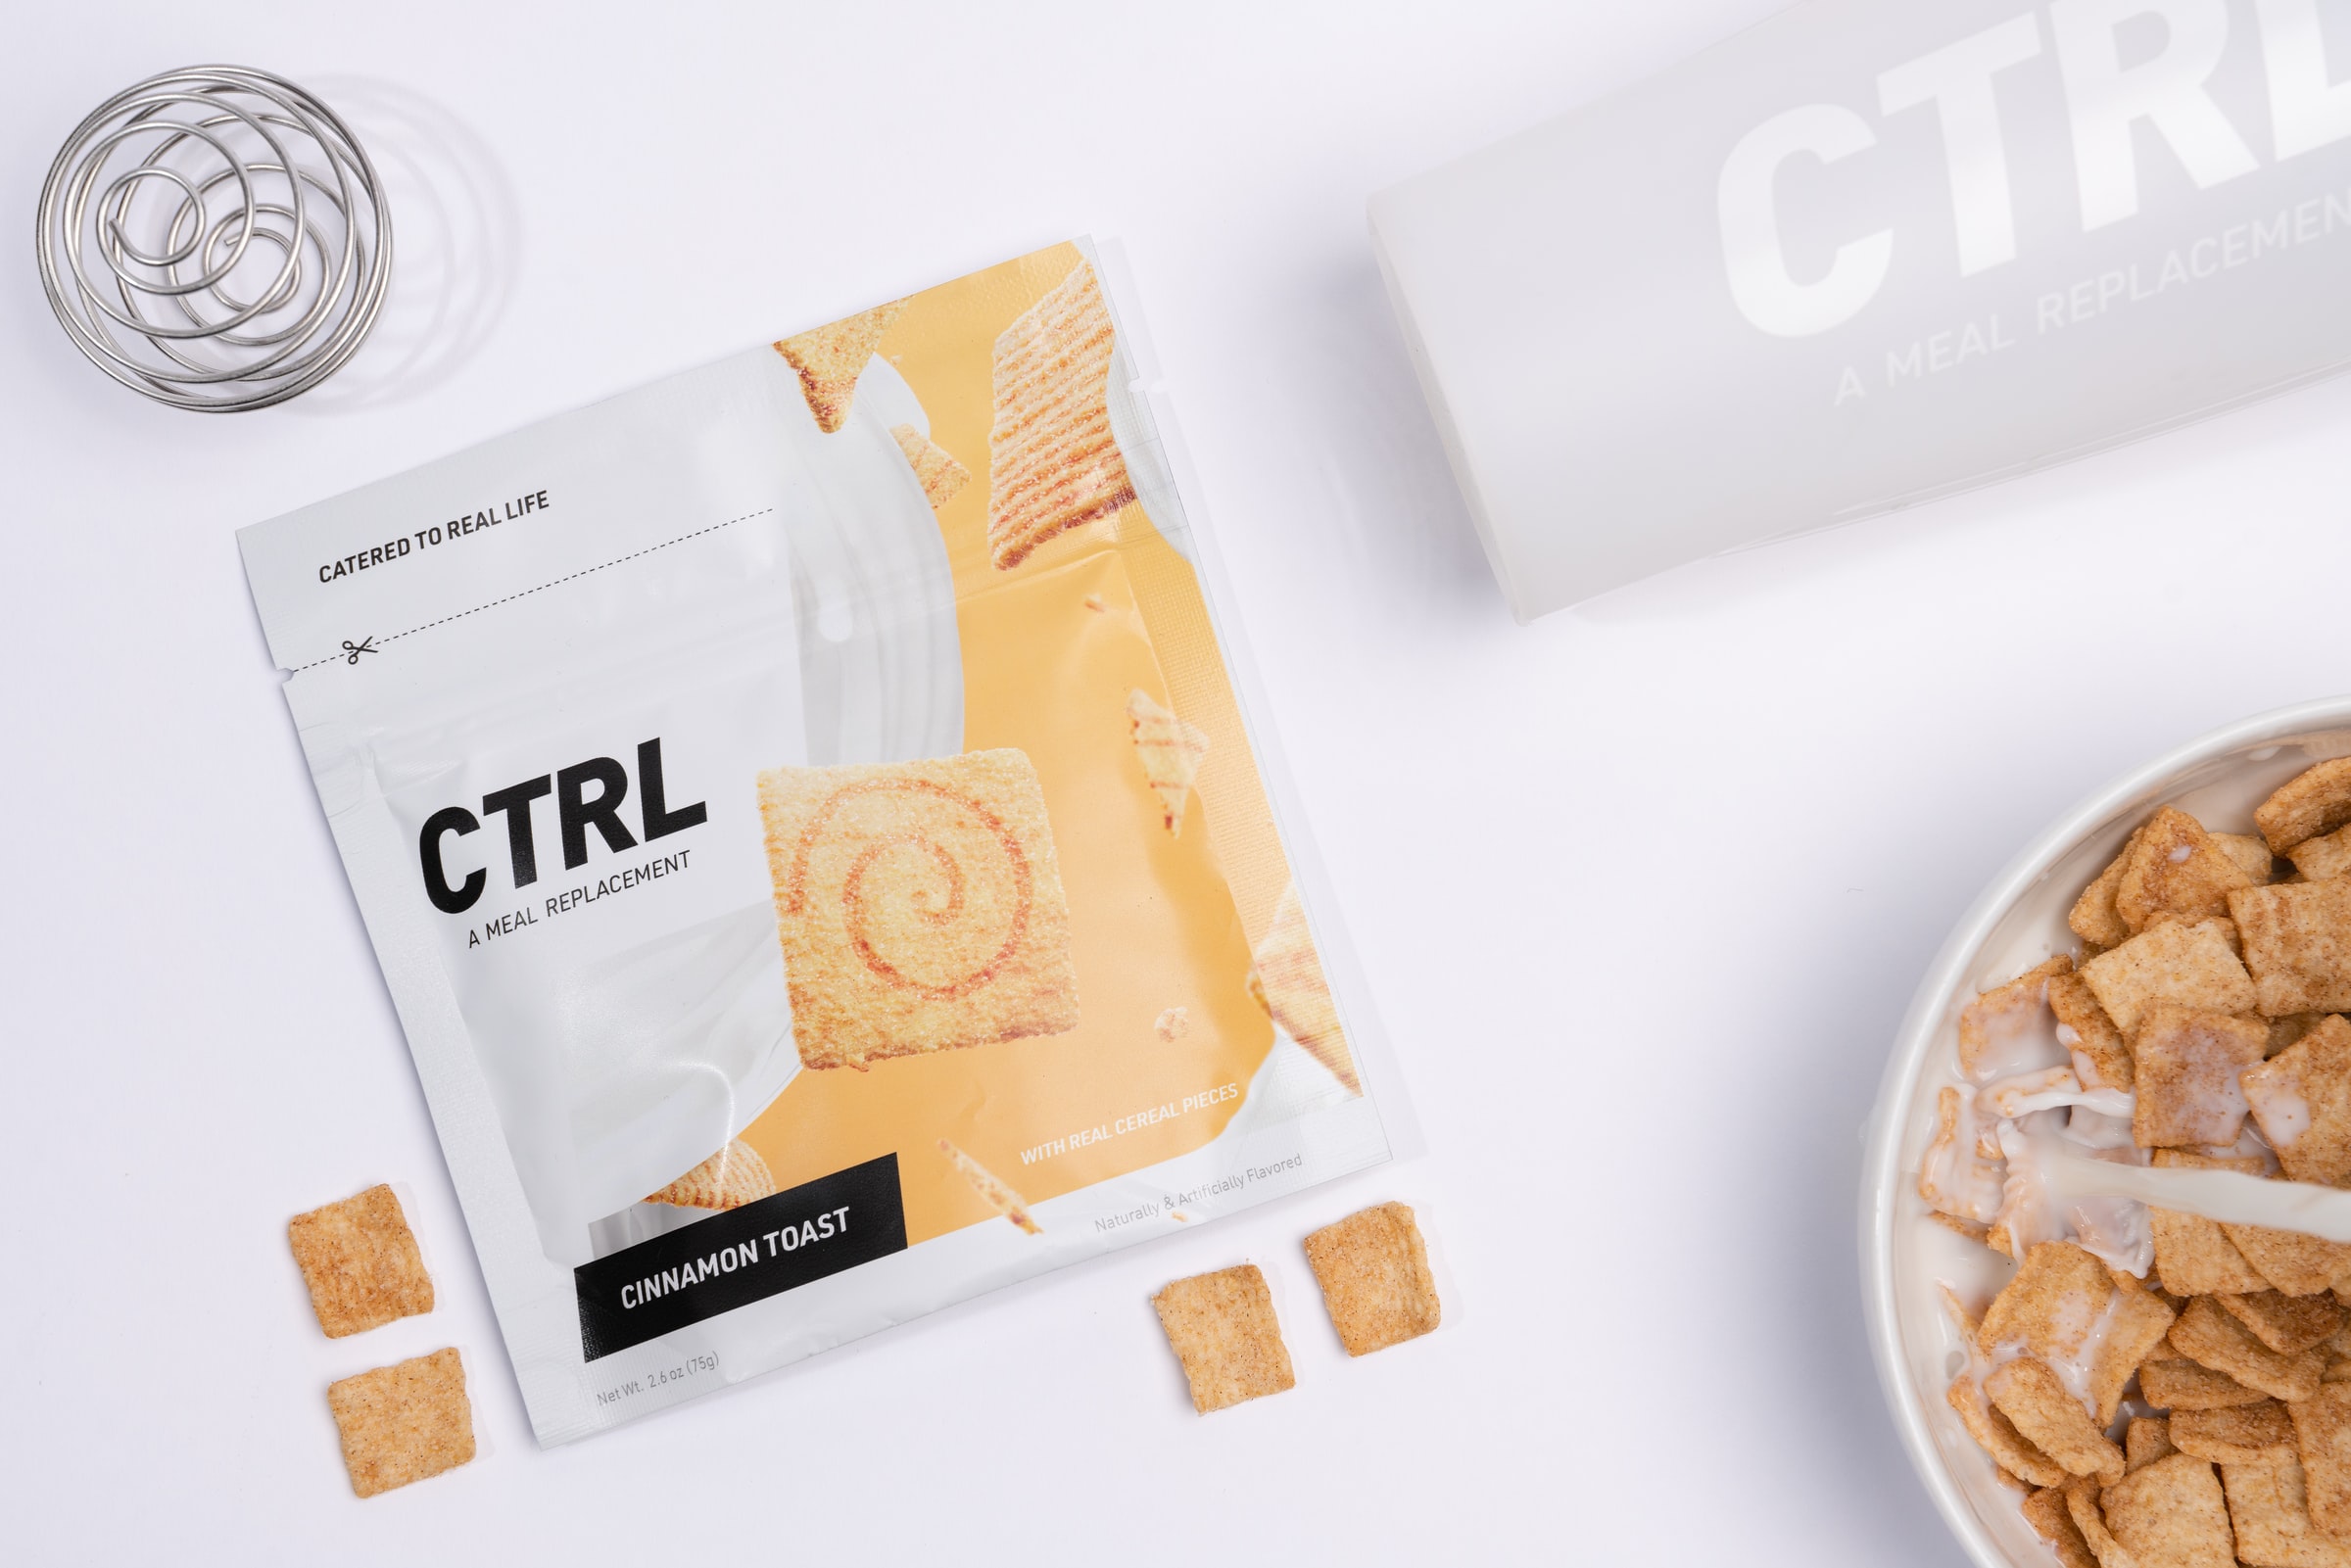 CATERED TO REAL LIFE
CTRL
A MEAL REPLACEMENT
WITH REAL CEREAL PIECES
Naturally & Artificially Flavored
CINNAMON TOAST
Net Wt. 2.6 oz (75g)
CTRL
A MEAL REPLACEMEN